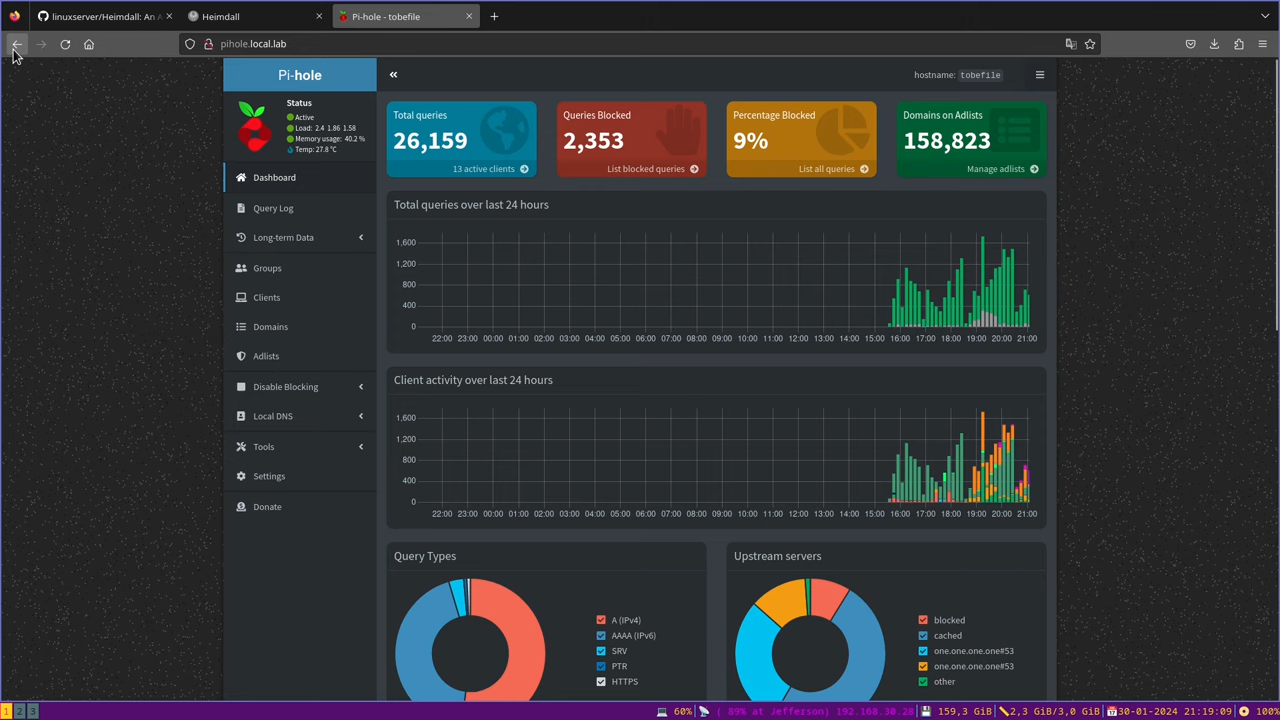 linuxserver/Heimdall: An A
Heimdall
Pi-hole - tobefile
pihole.local.lab
Pi-hole
hostname: tobefile
Status
Active
Load: 2.4 1.86 1.58
Memory usage: 40.2 %
Temp: 27.8 °C
Dashboard
Query Log
Long-term Data
Groups
Clients
Domains
Adlists
Disable Blocking
Local DNS
Tools
Settings
Donate
Total queries
26,159
13 active clients
Queries Blocked
2,353
List blocked queries
Percentage Blocked
9%
List all queries
Domains on Adlists
158,823
Manage adlists
Total queries over last 24 hours
1,600
1,200
800
400
0
22:00 23:00 00:00 01:00 02:00 03:00 04:00 05:00 06:00 07:00 08:00 09:00 10:00 11:00 12:00 13:00 14:00 15:00 16:00 17:00 18:00 19:00 20:00 21:00
Client activity over last 24 hours
1,600
1,200
800
400
0
22:00 23:00 00:00 01:00 02:00 03:00 04:00 05:00 06:00 07:00 08:00 09:00 10:00 11:00 12:00 13:00 14:00 15:00 16:00 17:00 18:00 19:00 20:00 21:00
Query Types
A (IPv4)
AAAA (IPv6)
SRV
PTR
HTTPS
Upstream servers
blocked
cached
one.one.one.one#53
one.one.one.one#53
other
1 2 3
60% ( 89% at Jefferson) 192.168.30.28 159,3 GiB 2,3 GiB/3,0 GiB 30-01-2024 21:19:09 100%